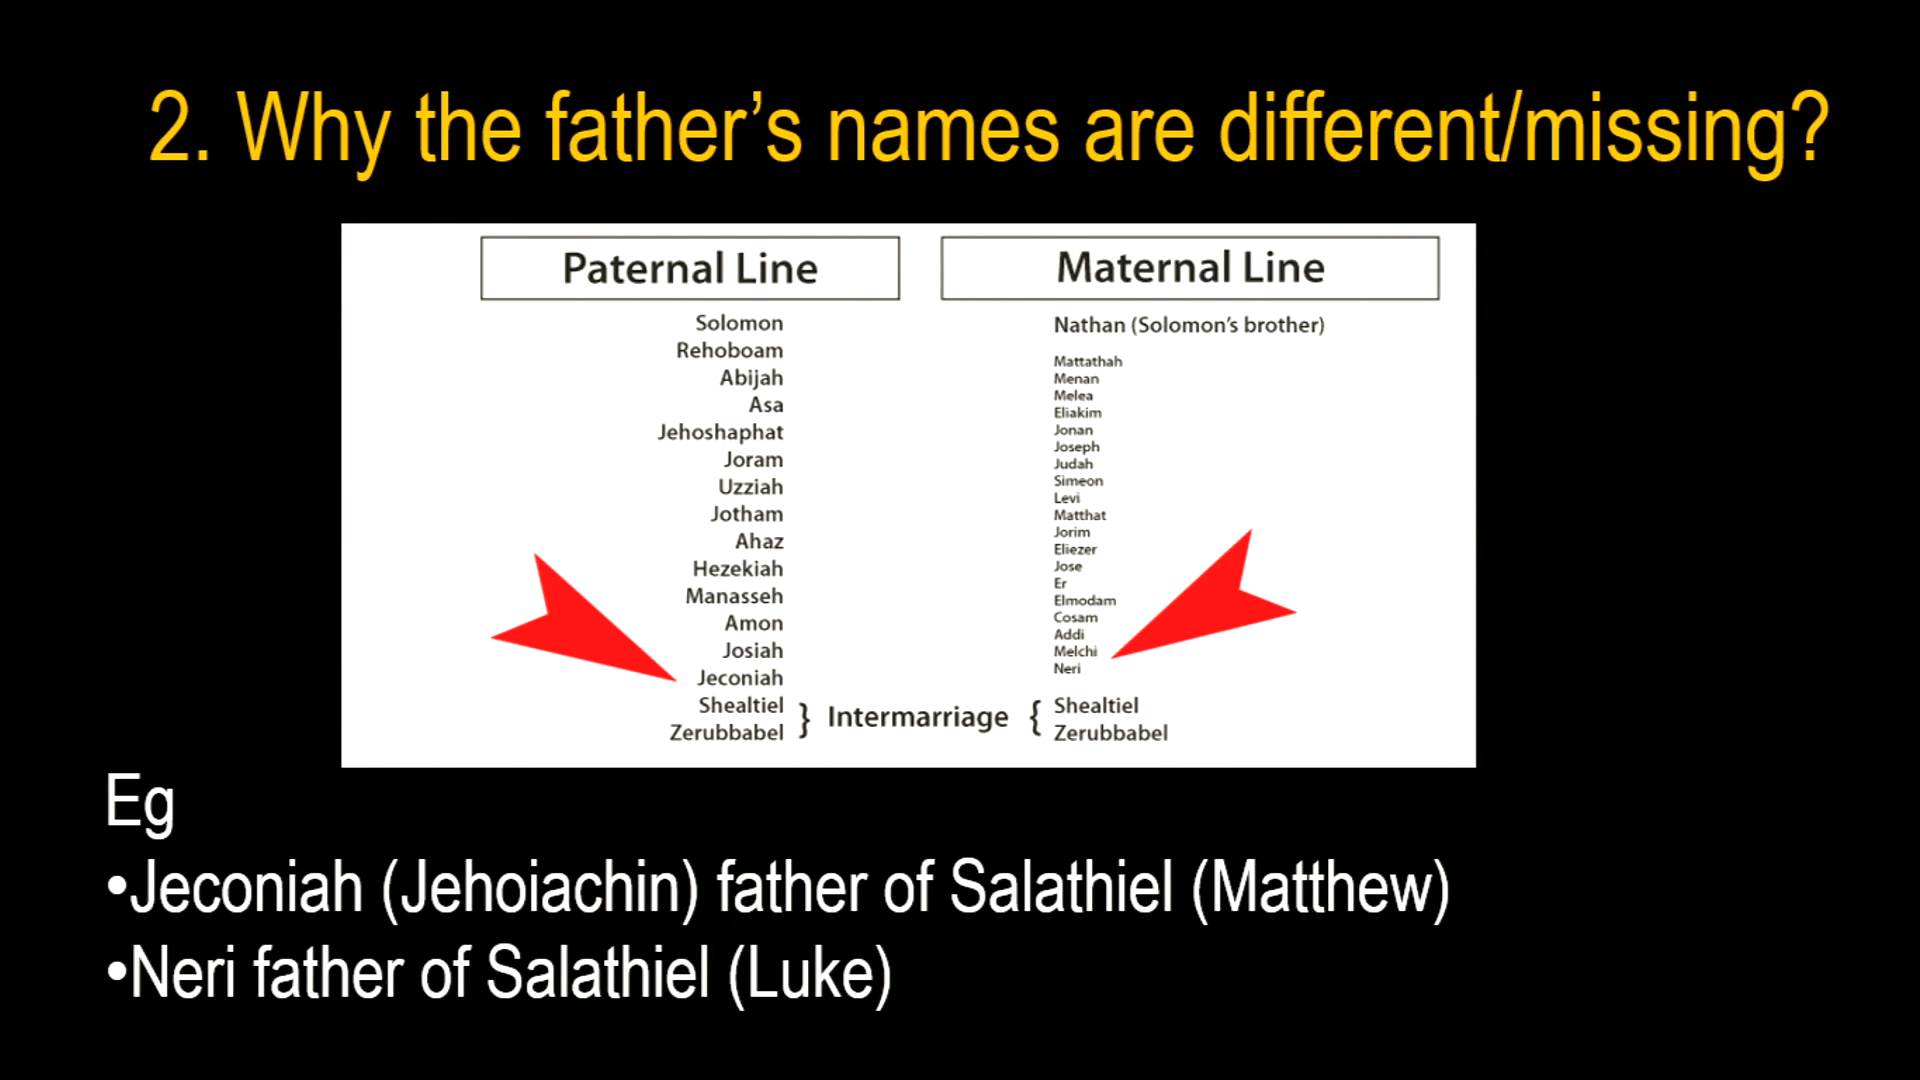 2. Why the father’s names are different/missing?
Paternal Line
Solomon
Rehoboam
Abijah
Asa
Jehoshaphat
Joram
Uzziah
Jotham
Ahaz
Hezekiah
Manasseh
Amon
Josiah
Jeconiah
Shealtiel
Zerubbabel
} Intermarriage {
Maternal Line
Nathan (Solomon’s brother)
Mattathah
Menan
Melea
Eliakim
Jonan
Joseph
Judah
Simeon
Levi
Matthat
Jorim
Eliezer
Jose
Er
Elmodam
Cosam
Addi
Melchi
Neri
Shealtiel
Zerubbabel
Eg
•Jeconiah (Jehoiachin) father of Salathiel (Matthew)
•Neri father of Salathiel (Luke)